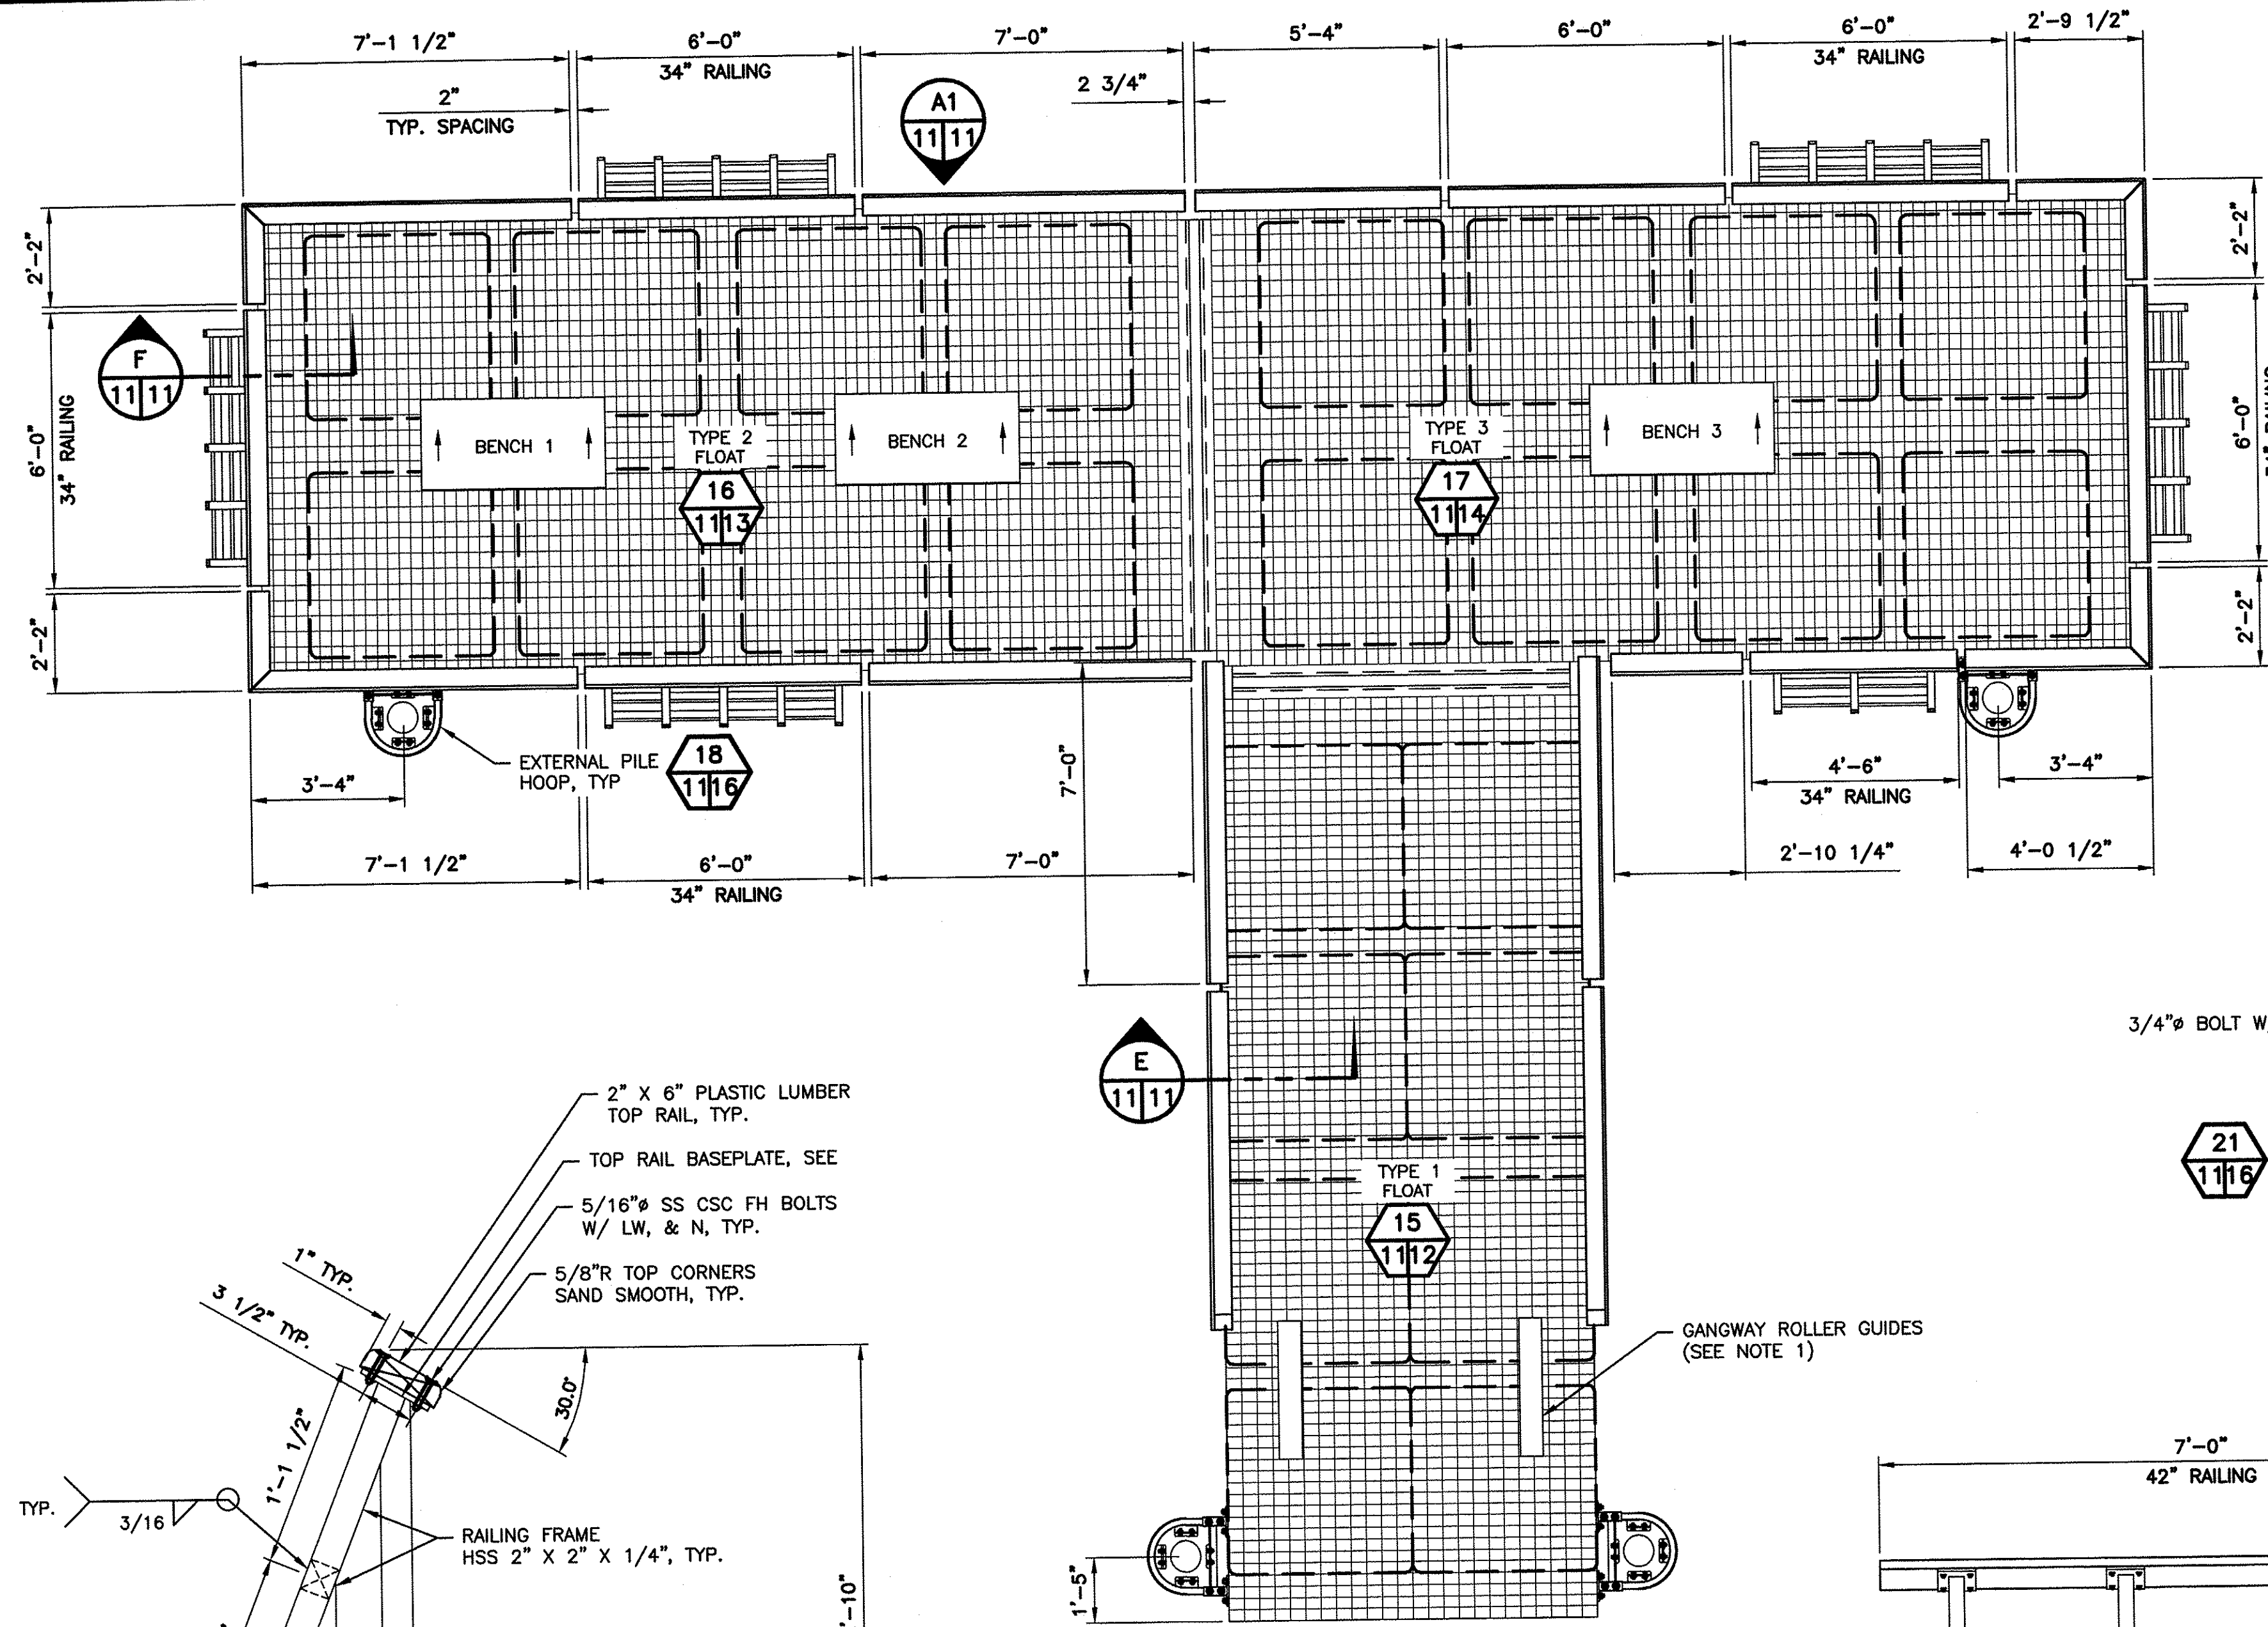 7'-1 1/2"
6'-0"
34" RAILING
7'-0"
5'-4"
6'-0"
6'-0"
34" RAILING
2'-9 1/2"
2"
TYP. SPACING
2 3/4"
A1
11 11
2'-2"
6'-0"
34" RAILING
2'-2"
F
11 11
BENCH 1
TYPE 2
FLOAT
16
11 13
BENCH 2
TYPE 3
FLOAT
17
11 14
BENCH 3
2'-2"
6'-0"
2'-2"
EXTERNAL PILE
HOOP, TYP
18
11 16
3'-4"
7'-1 1/2"
6'-0"
34" RAILING
7'-0"
7'-0"
4'-6"
34" RAILING
3'-4"
2'-10 1/4"
4'-0 1/2"
3/4"ø BOLT W
E
11 11
21
11 16
TYPE 1
FLOAT
15
11 12
GANGWAY ROLLER GUIDES
(SEE NOTE 1)
2" X 6" PLASTIC LUMBER
TOP RAIL, TYP.
TOP RAIL BASEPLATE, SEE
5/16"ø SS CSC FH BOLTS
W/ LW, & N, TYP.
5/8"R TOP CORNERS
SAND SMOOTH, TYP.
1" TYP.
3 1/2" TYP.
30.0°
1'-1 1/2"
TYP.
3/16
RAILING FRAME
HSS 2" X 2" X 1/4", TYP.
'-10"
1'-5"
7'-0"
42" RAILING